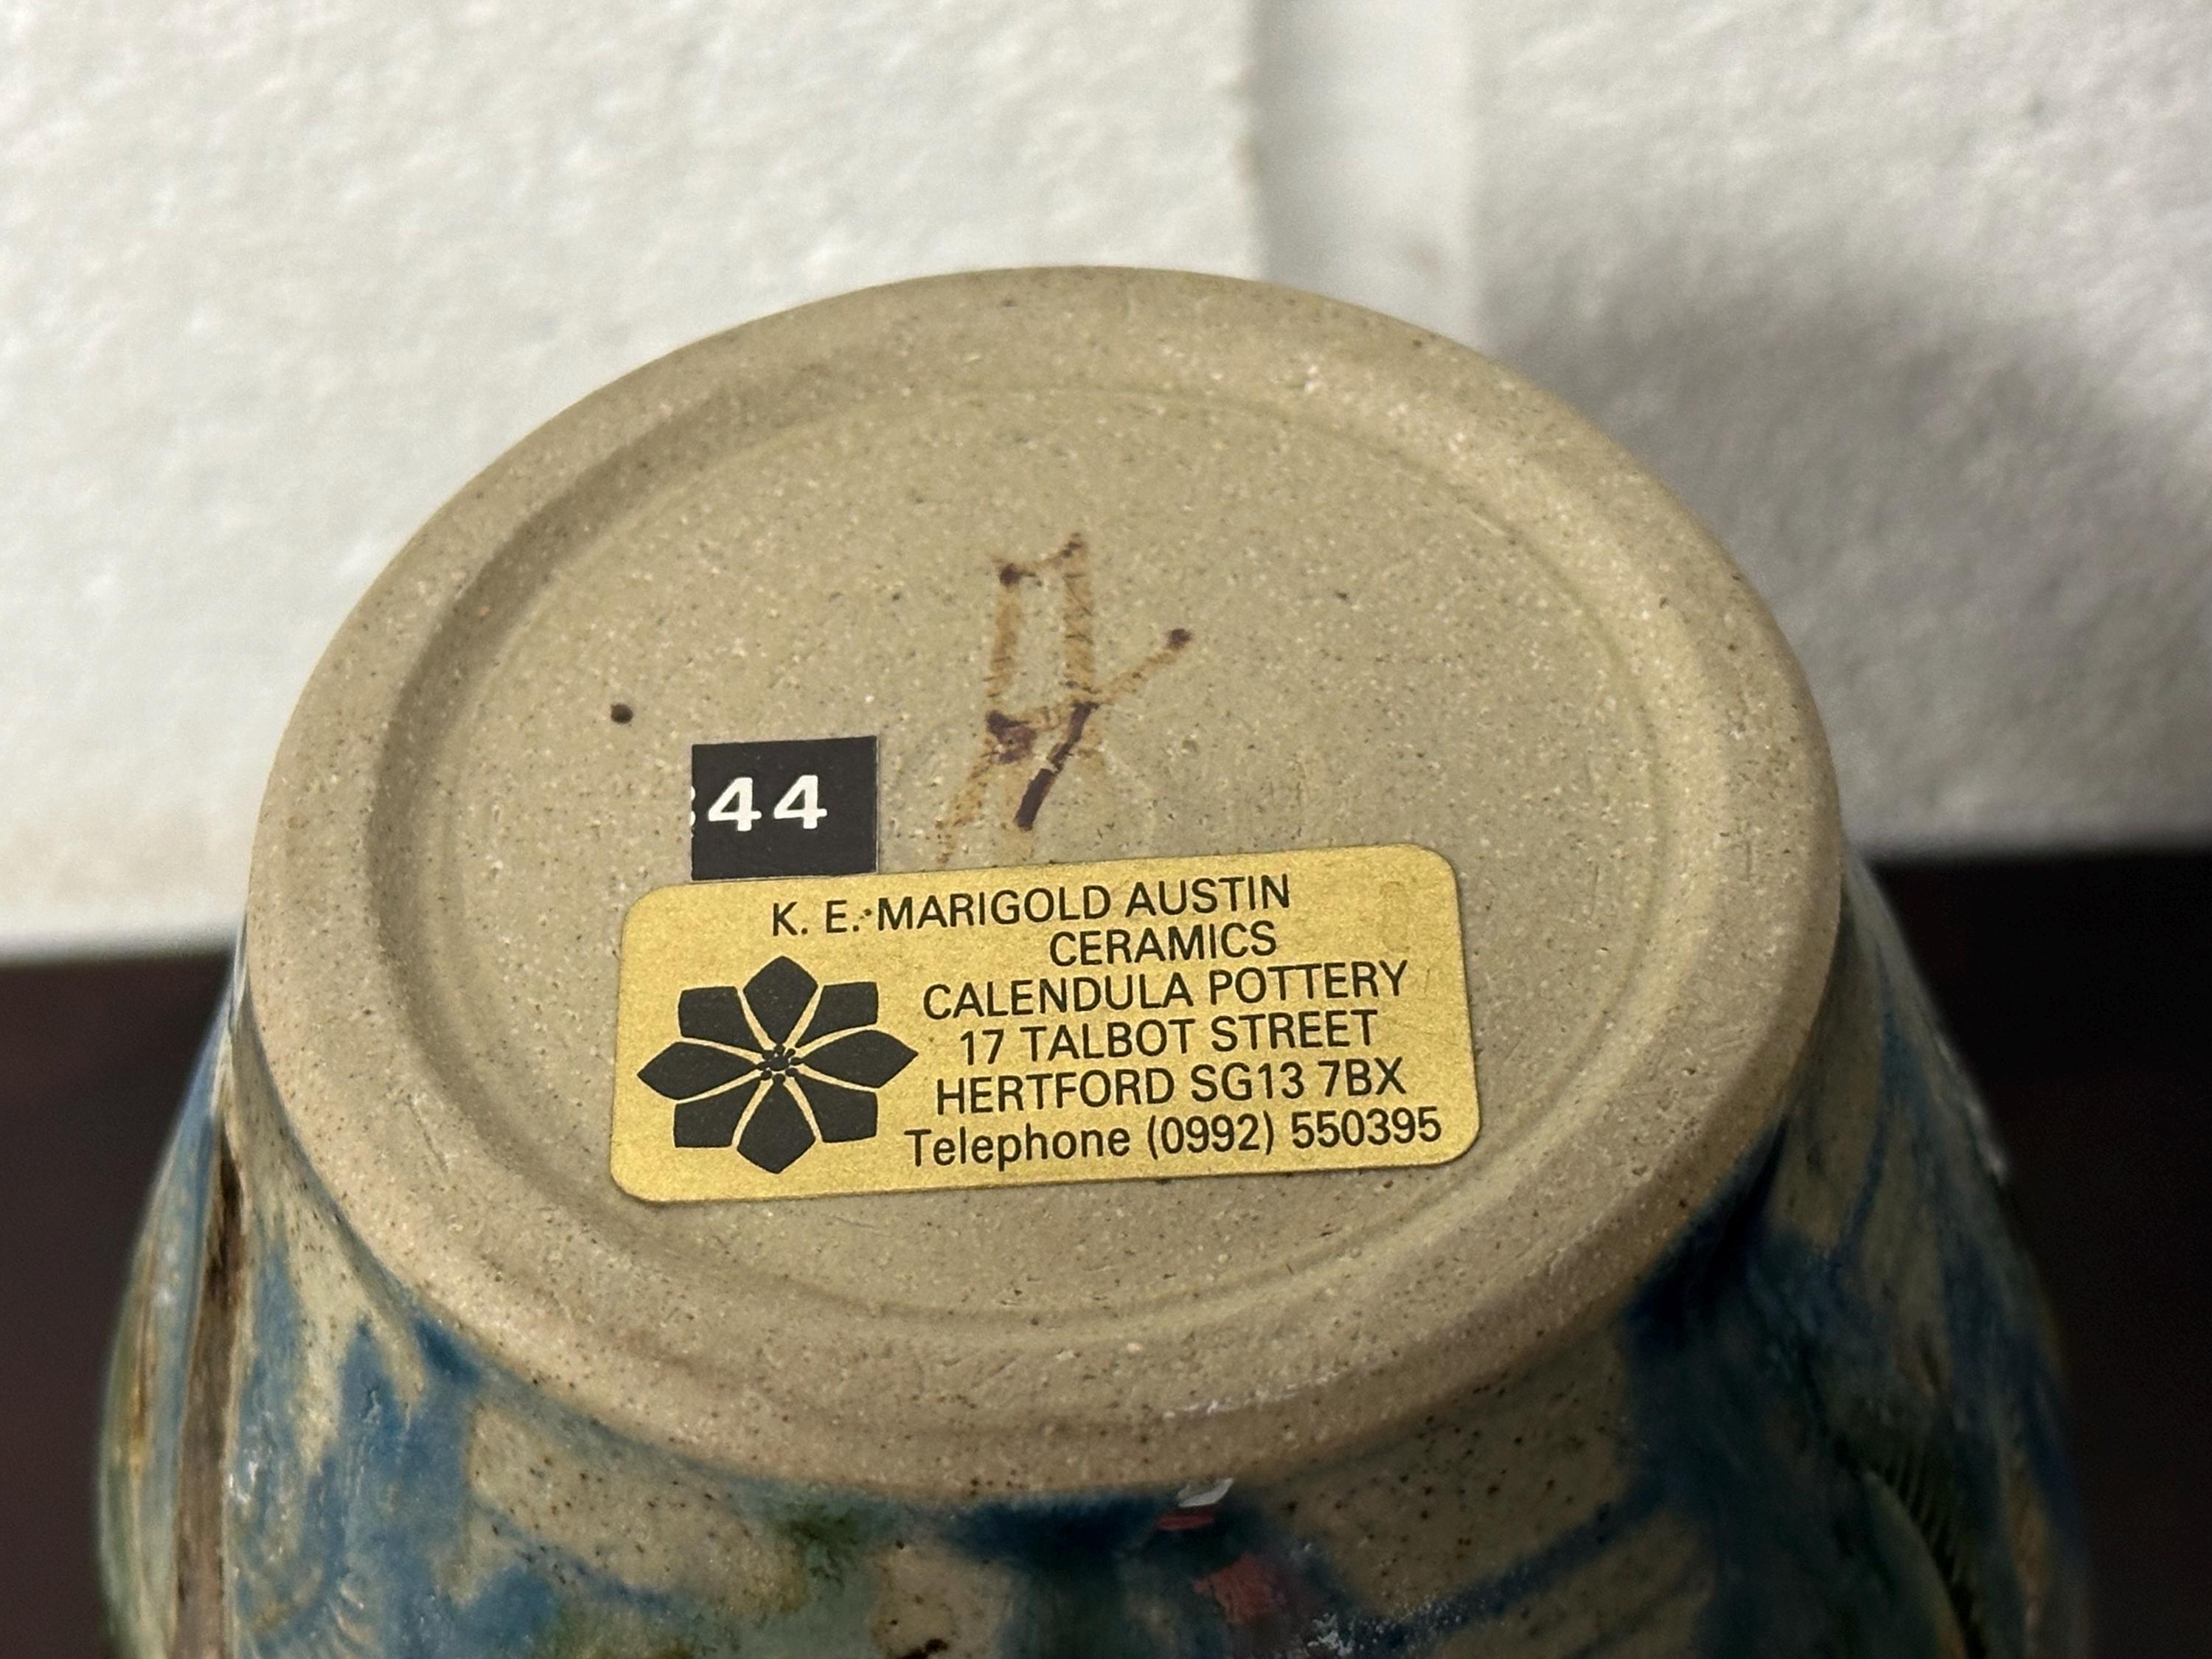 44
K. E. MARIGOLD AUSTIN
CERAMICS
CALENDULA POTTERY
17 TALBOT STREET
HERTFORD SG13 7BX
Telephone (0992) 550395